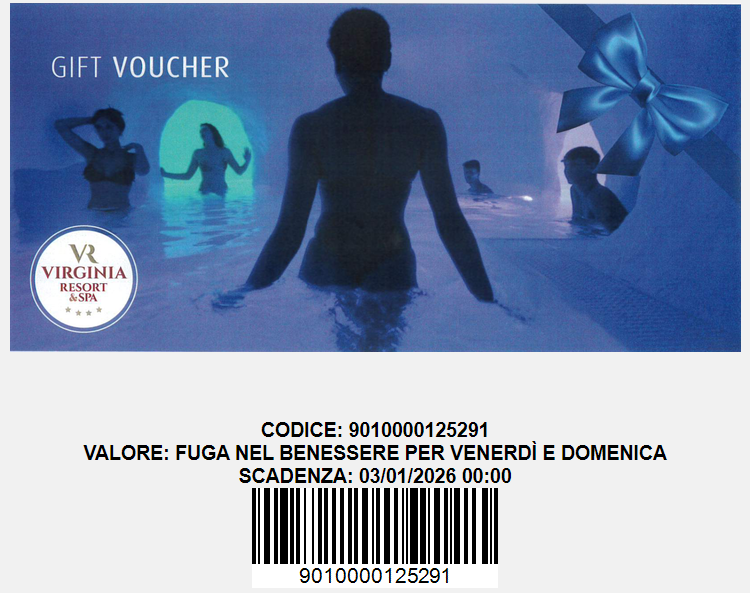 GIFT VOUCHER
VR
VIRGINIA
RESORT
& SPA
CODICE: 9010000125291
VALORE: FUGA NEL BENESSERE PER VENERDÌ E DOMENICA
SCADENZA: 03/01/2026 00:00
9010000125291